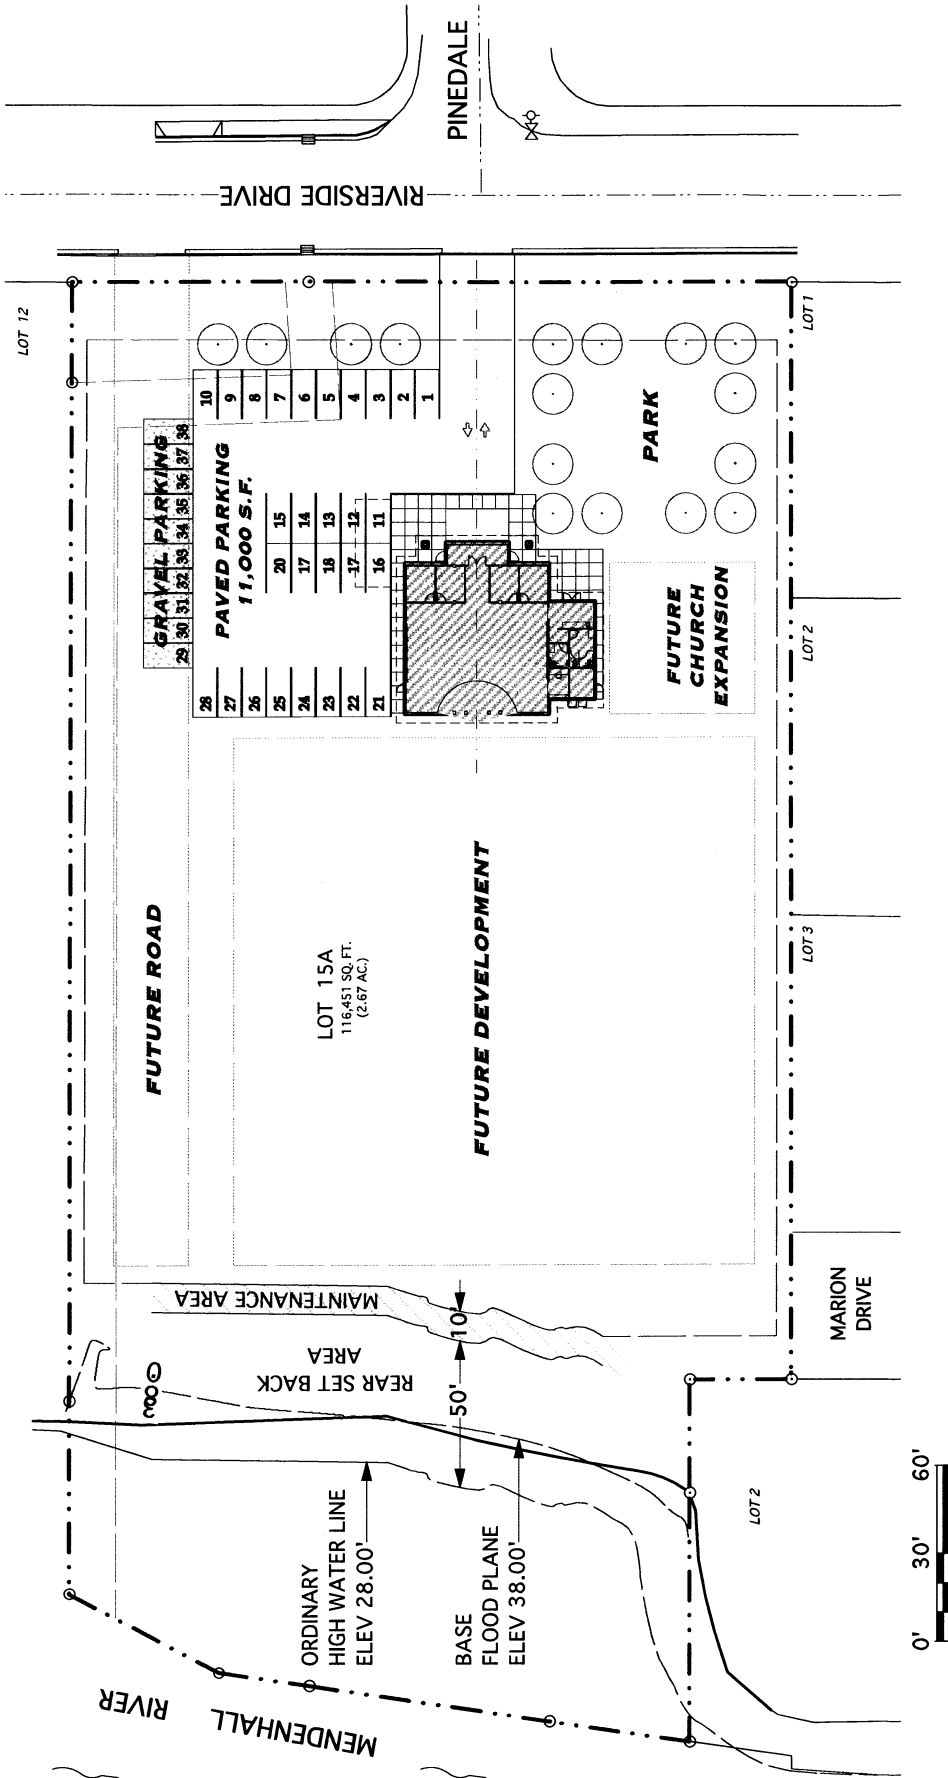 PINEDALE
RIVERSIDE DRIVE
LOT 12
LOT 1
10
9
8
7
6
5
4
3
2
1
PARK
GRAVEL PARKING
29 30 31 32 33 34 35 36 37 38
PAVED PARKING
11,000 S.F.
15
14
13
12
11
20
17
18
17
16
28
27
26
25
24
23
22
21
FUTURE
CHURCH
EXPANSION
LOT 2
FUTURE ROAD
LOT 15A
116,451 SQ. FT.
(2.67 AC.)
FUTURE DEVELOPMENT
LOT 3
MAINTENANCE AREA
10'
REAR SET BACK
AREA
50'
MARION
DRIVE
ORDINARY
HIGH WATER LINE
ELEV 28.00'
BASE
FLOOD PLANE
ELEV 38.00'
LOT 2
MENDENHALL
RIVER
0' 30' 60'